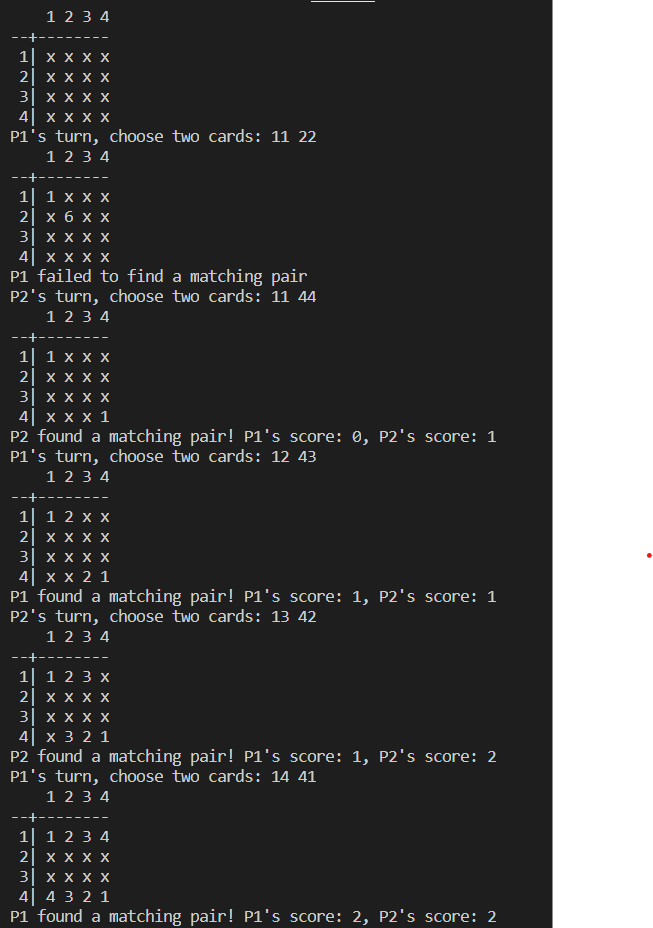 1 2 3 4
--+--------
 1| x x x x
 2| x x x x
 3| x x x x
 4| x x x x
P1's turn, choose two cards: 11 22
    1 2 3 4
--+--------
 1| 1 x x x
 2| x 6 x x
 3| x x x x
 4| x x x x
P1 failed to find a matching pair
P2's turn, choose two cards: 11 44
    1 2 3 4
--+--------
 1| 1 x x x
 2| x x x x
 3| x x x x
 4| x x x 1
P2 found a matching pair! P1's score: 0, P2's score: 1
P1's turn, choose two cards: 12 43
    1 2 3 4
--+--------
 1| 1 2 x x
 2| x x x x
 3| x x x x
 4| x x 2 1
P1 found a matching pair! P1's score: 1, P2's score: 1
P2's turn, choose two cards: 13 42
    1 2 3 4
--+--------
 1| 1 2 3 x
 2| x x x x
 3| x x x x
 4| x 3 2 1
P2 found a matching pair! P1's score: 1, P2's score: 2
P1's turn, choose two cards: 14 41
    1 2 3 4
--+--------
 1| 1 2 3 4
 2| x x x x
 3| x x x x
 4| 4 3 2 1
P1 found a matching pair! P1's score: 2, P2's score: 2